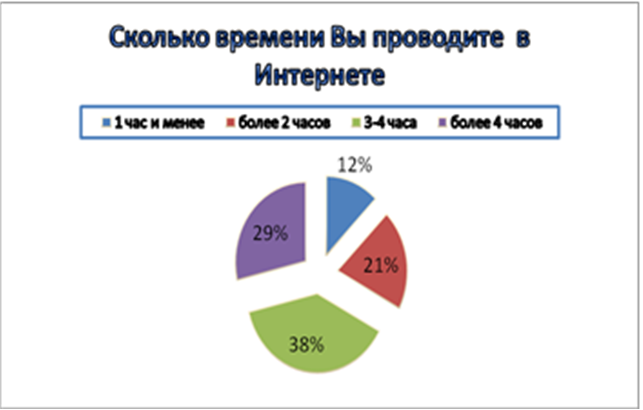 Сколько времени Вы проводите в
Интернете
1 час и менее более 2 часов 3-4 часа более 4 часов
12%
29%
21%
38%